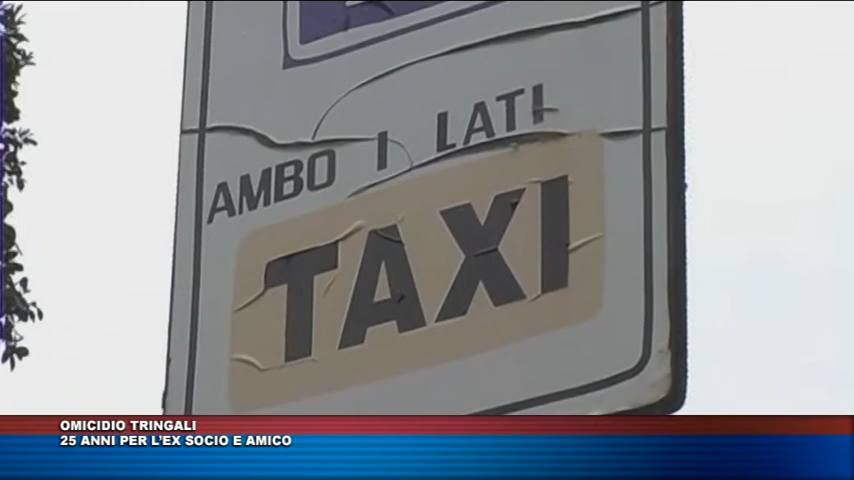 AMBO I LATI
TAXI
OMICIDIO TRINGALI
25 ANNI PER L'EX SOCIO E AMICO